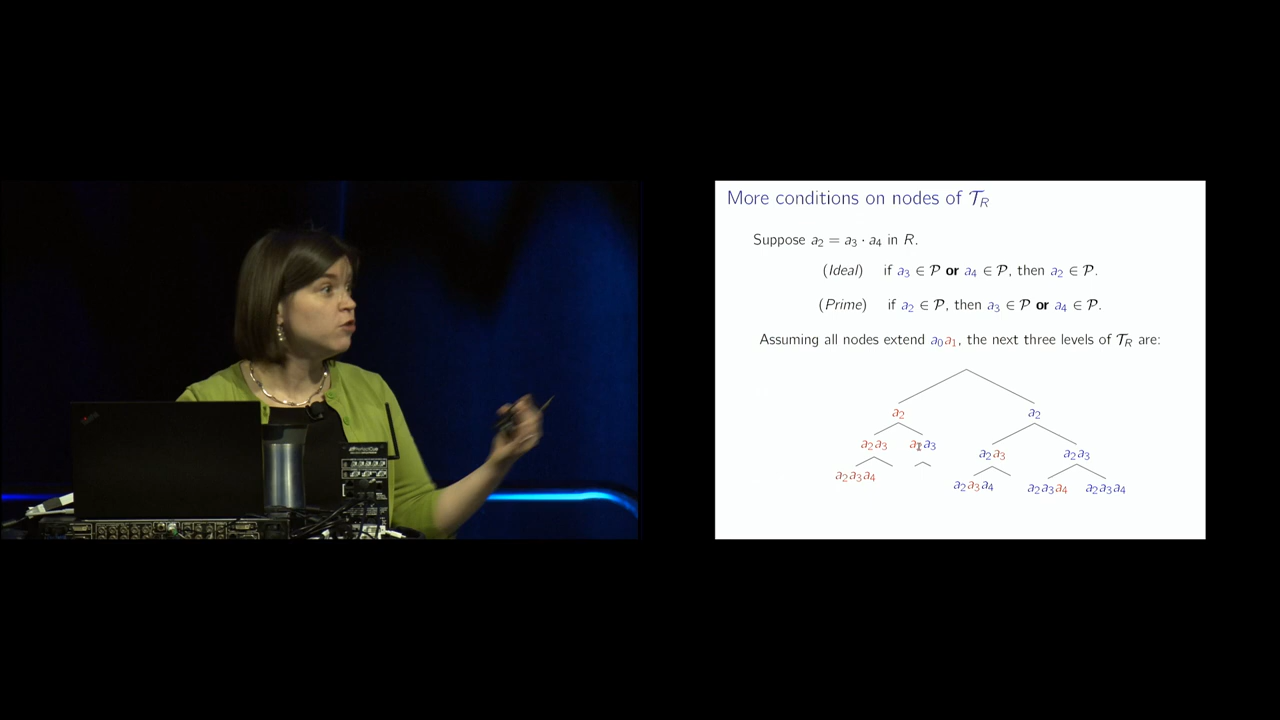 More conditions on nodes of 𝒯_R
Suppose a₂ = a₃ · a₄ in R.
(Ideal) if a₃ ∈ 𝒫 or a₄ ∈ 𝒫, then a₂ ∈ 𝒫.
(Prime) if a₂ ∈ 𝒫, then a₃ ∈ 𝒫 or a₄ ∈ 𝒫.
Assuming all nodes extend a₀a₁, the next three levels of 𝒯_R are:
a₂ a₂
a₂a₃ a₃ a₂a₃ a₂a₃
a₂a₃a₄ a₂a₃a₄ a₂a₃a₄ a₂a₃a₄